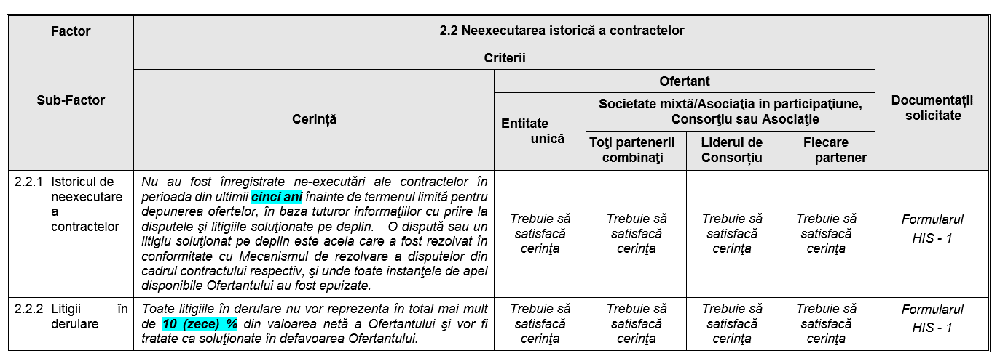 Factor
2.2 Neexecutarea istorică a contractelor
Sub-Factor
Criterii
Documentații
solicitate
Cerință
Ofertant
Entitate
unică
Societate mixtă/Asociaţia în participaţiune,
Consorţiu sau Asociaţie
Toţi partenerii
combinaţi
Liderul de
Consorțiu
Fiecare
partener
2.2.1 Istoricul de
neexecutare
a
contractelor
Nu au fost înregistrate ne-executări ale contractelor în
perioada din ultimii cinci ani înainte de termenul limită pentru
depunerea ofertelor, în baza tuturor informaţiilor cu priire la
disputele şi litigiile soluţionate pe deplin. O dispută sau un
litigiu soluţionat pe deplin este acela care a fost rezolvat în
conformitate cu Mecanismul de rezolvare a disputelor din
cadrul contractului respectiv, şi unde toate instanţele de apel
disponibile Ofertantului au fost epuizate.
Trebuie să
satisfacă
cerinţa
Trebuie să
satisfacă
cerinţa
Trebuie să
satisfacă
cerinţa
Trebuie să
satisfacă
cerinţa
Formularul
HIS - 1
2.2.2 Litigii în
derulare
Toate litigiile în derulare nu vor reprezenta în total mai mult
de 10 (zece) % din valoarea netă a Ofertantului şi vor fi
tratate ca soluţionate în defavoarea Ofertantului.
Trebuie să
satisfacă
cerinţa
Trebuie să
satisfacă
cerinţa
Trebuie să
satisfacă
cerinţa
Trebuie să
satisfacă
cerinţa
Formularul
HIS - 1